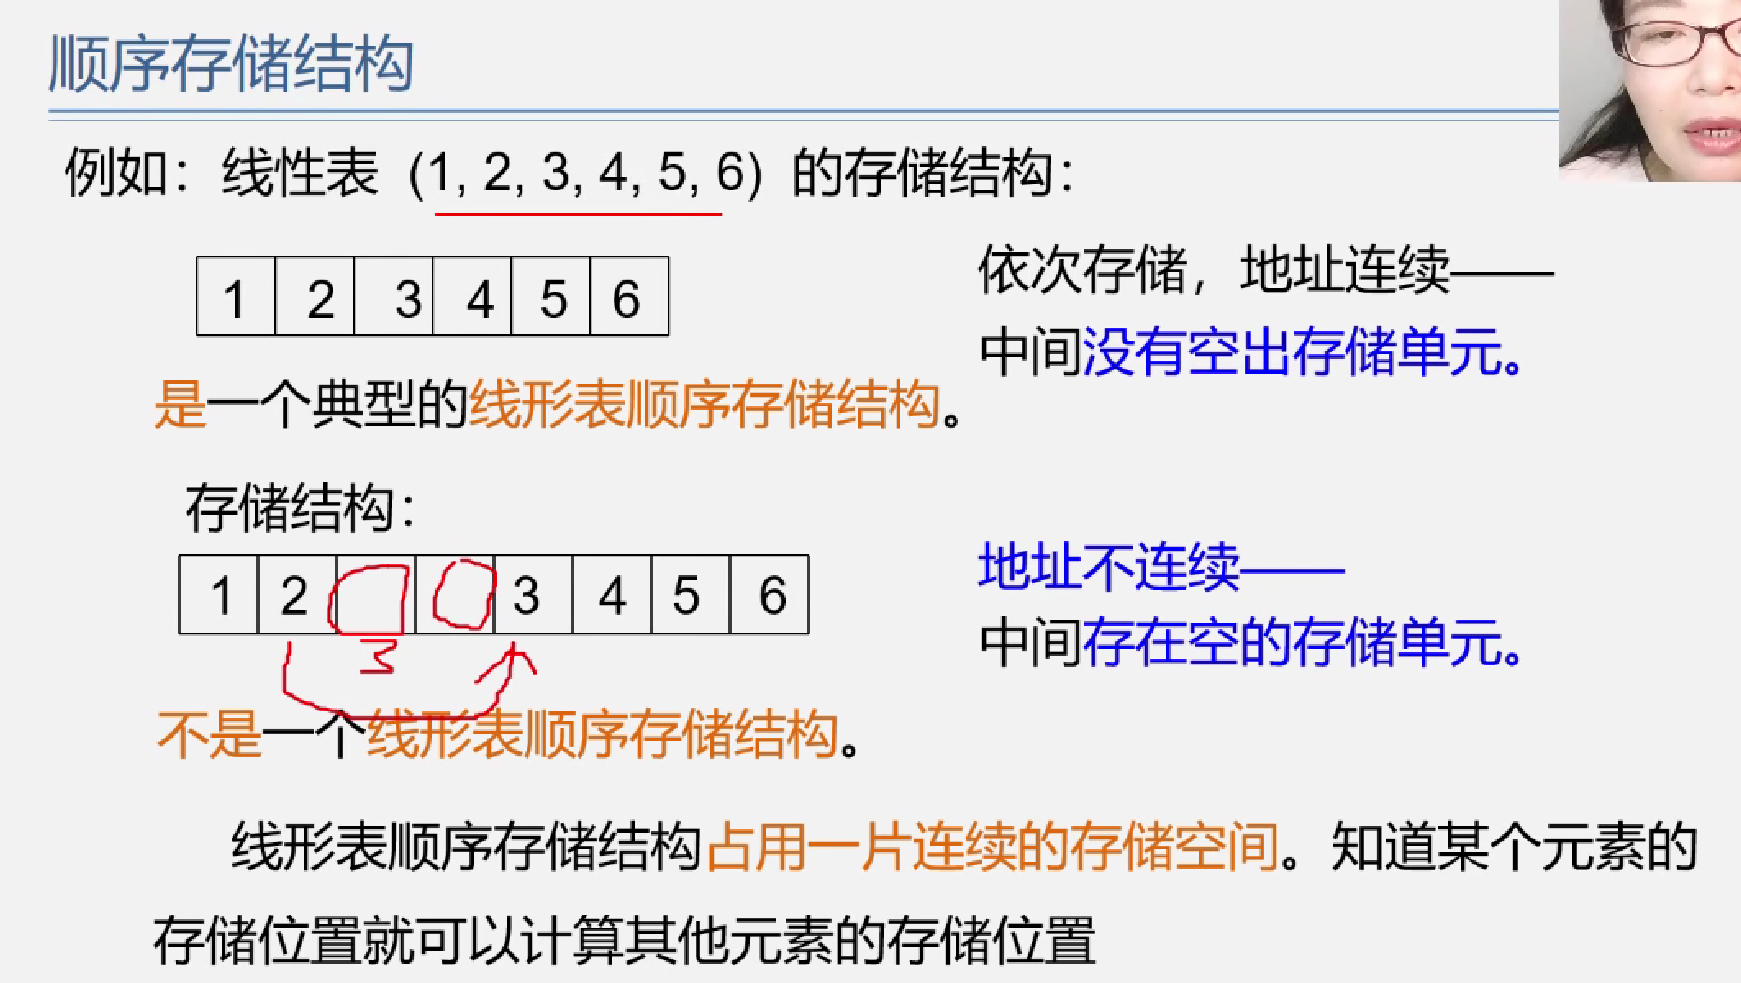 顺序存储结构
例如：线性表（1, 2, 3, 4, 5, 6）的存储结构：
1 2 3 4 5 6
依次存储，地址连续——
中间没有空出存储单元。
是一个典型的线形表顺序存储结构。
存储结构：
1 2 3 4 5 6
3
地址不连续——
中间存在空的存储单元。
不是一个线形表顺序存储结构。
线形表顺序存储结构占用一片连续的存储空间。知道某个元素的
存储位置就可以计算其他元素的存储位置